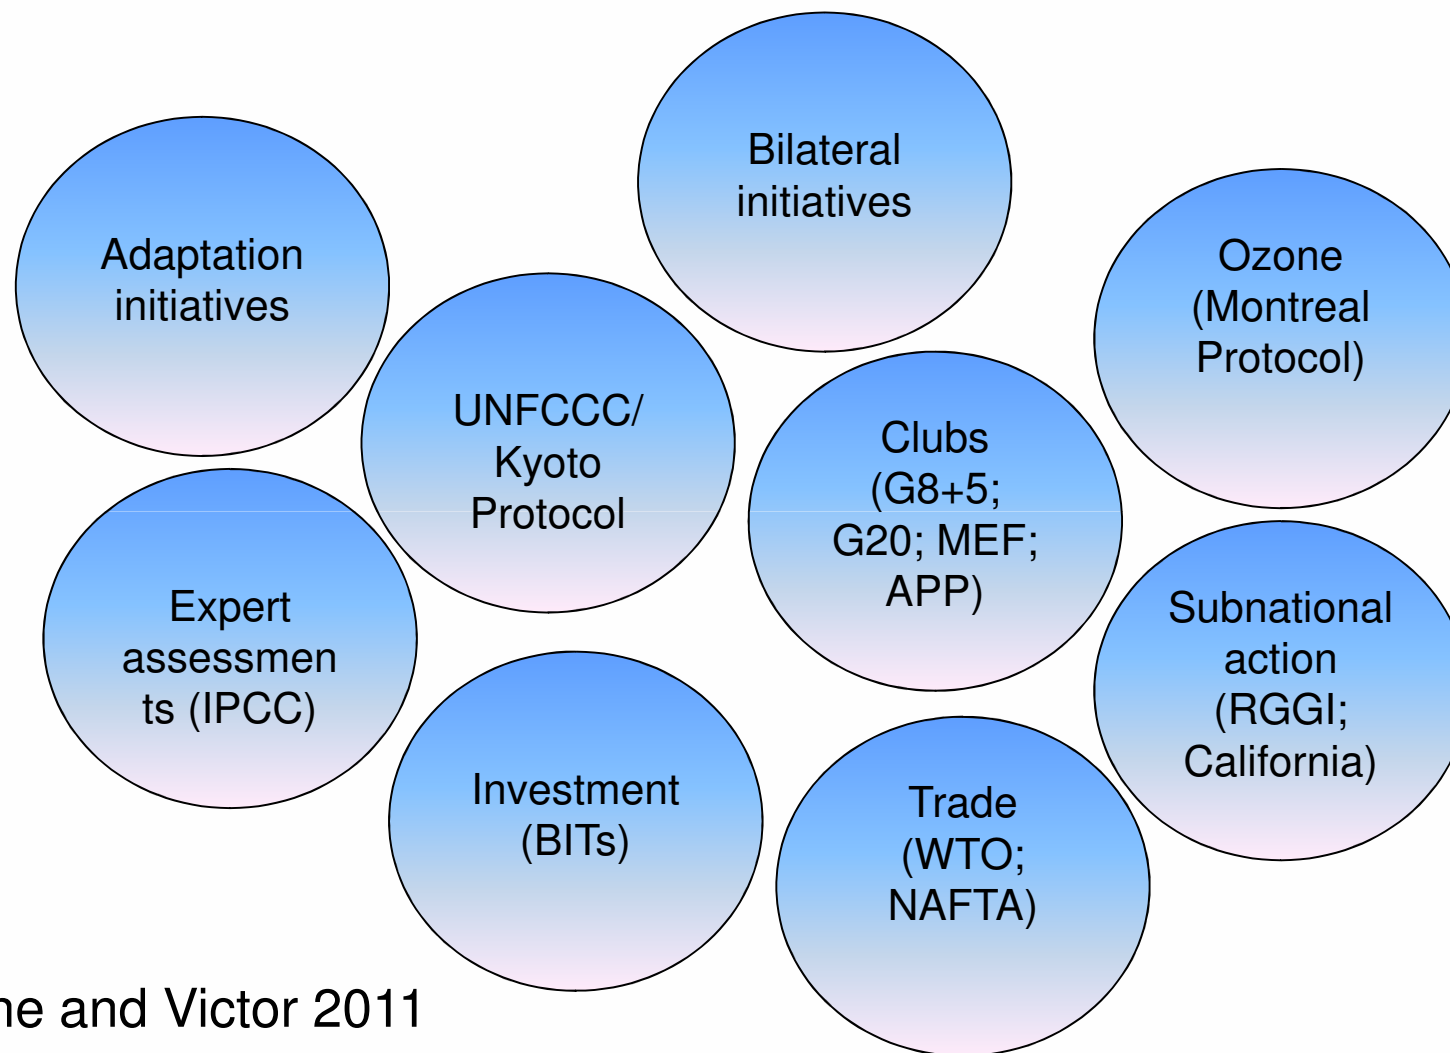 Bilateral
initiatives
Adaptation
initiatives
Ozone
(Montreal
Protocol)
UNFCCC/
Kyoto
Protocol
Clubs
(G8+5;
G20; MEF;
APP)
Expert
assessmen
ts (IPCC)
Subnational
action
(RGGI;
California)
Investment
(BITs)
Trade
(WTO;
NAFTA)
and Victor 2011